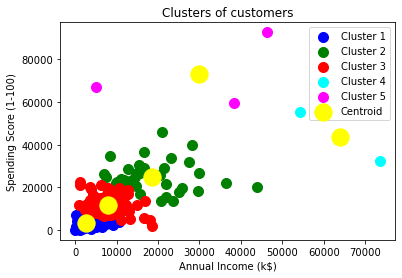 Clusters of customers
Spending Score (1-100)
80000
60000
40000
20000
0
Cluster 1
Cluster 2
Cluster 3
Cluster 4
Cluster 5
Centroid
0
10000
20000
30000
40000
50000
60000
70000
Annual Income (k$)